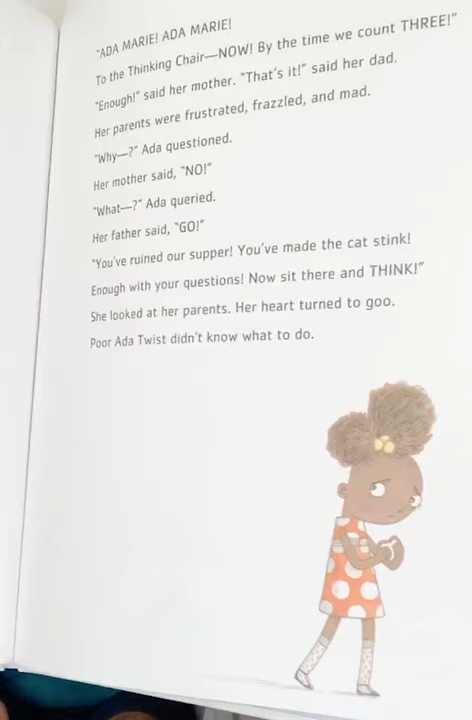 "ADA MARIE! ADA MARIE!
To the Thinking Chair—NOW! By the time we count THREE!"
"Enough!" said her mother. "That's it!" said her dad.
Her parents were frustrated, frazzled, and mad.
"Why—?" Ada questioned.
Her mother said, "NO!"
"What—?" Ada queried.
Her father said, "GO!"
"You've ruined our supper! You've made the cat stink!
Enough with your questions! Now sit there and THINK!"
She looked at her parents. Her heart turned to goo.
Poor Ada Twist didn't know what to do.